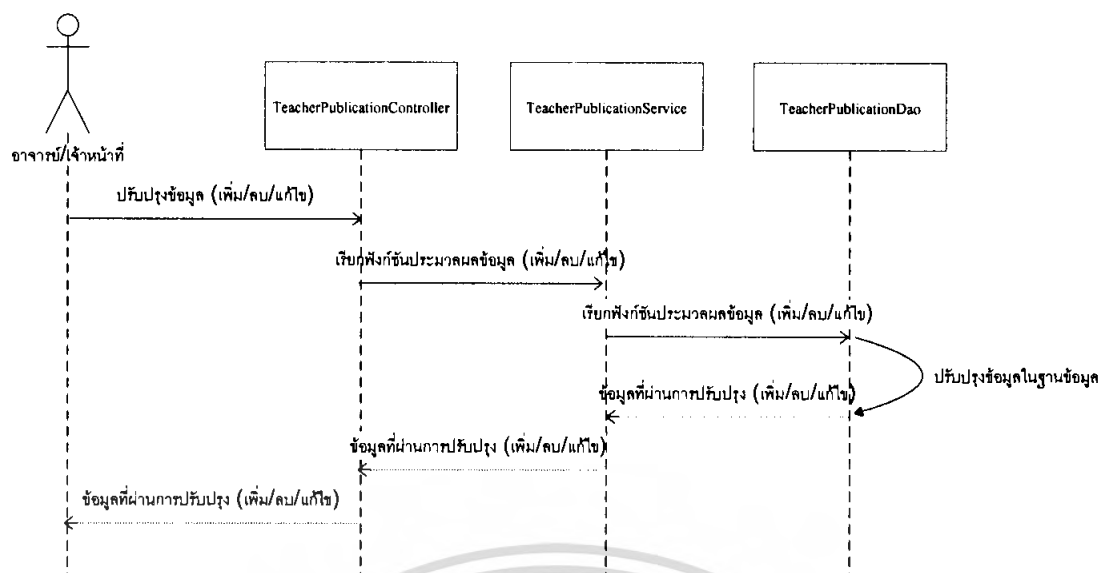 TeacherPublicationController
TeacherPublicationService
TeacherPublicationDao
อาจารย์/เจ้าหน้าที่
ปรับปรุงข้อมูล (เพิ่ม/ลบ/แก้ไข)
เรียกฟังก์ชันประมวลผลข้อมูล (เพิ่ม/ลบ/แก้ไข)
เรียกฟังก์ชันประมวลผลข้อมูล (เพิ่ม/ลบ/แก้ไข)
ปรับปรุงข้อมูลในฐานข้อมูล
ข้อมูลที่ผ่านการปรับปรุง (เพิ่ม/ลบ/แก้ไข)
ข้อมูลที่ผ่านการปรับปรุง (เพิ่ม/ลบ/แก้ไข)
ข้อมูลที่ผ่านการปรับปรุง (เพิ่ม/ลบ/แก้ไข)